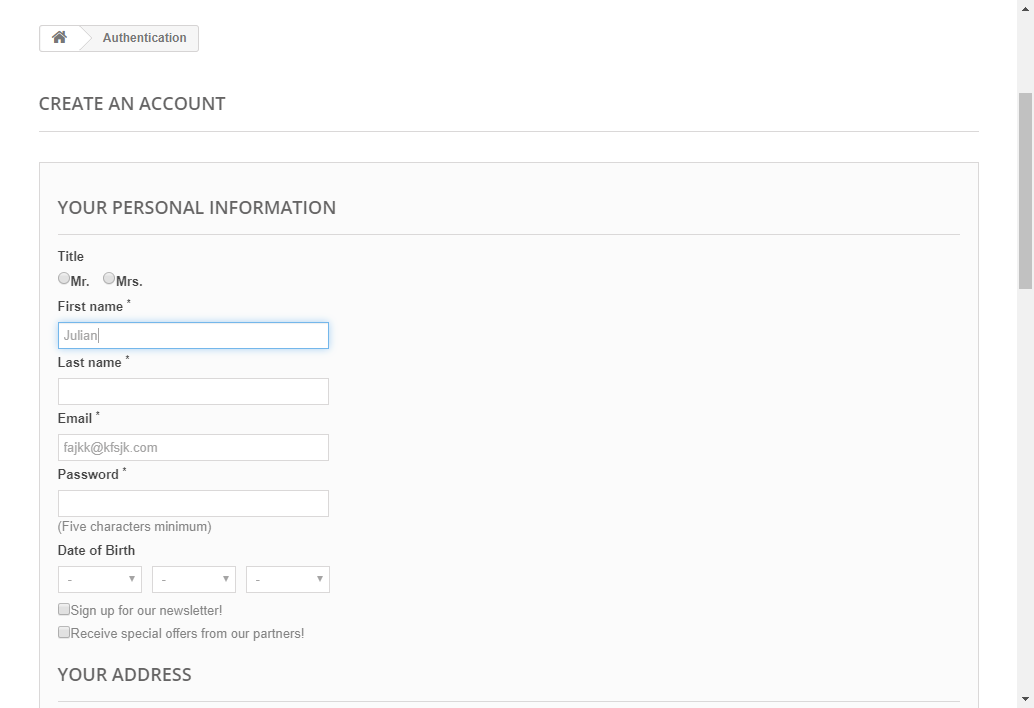 Authentication
CREATE AN ACCOUNT
YOUR PERSONAL INFORMATION
Title
Mr. Mrs.
First name *
Julian
Last name *
Email *
fajkk@kfsjk.com
Password *
(Five characters minimum)
Date of Birth
- - -
Sign up for our newsletter!
Receive special offers from our partners!
YOUR ADDRESS